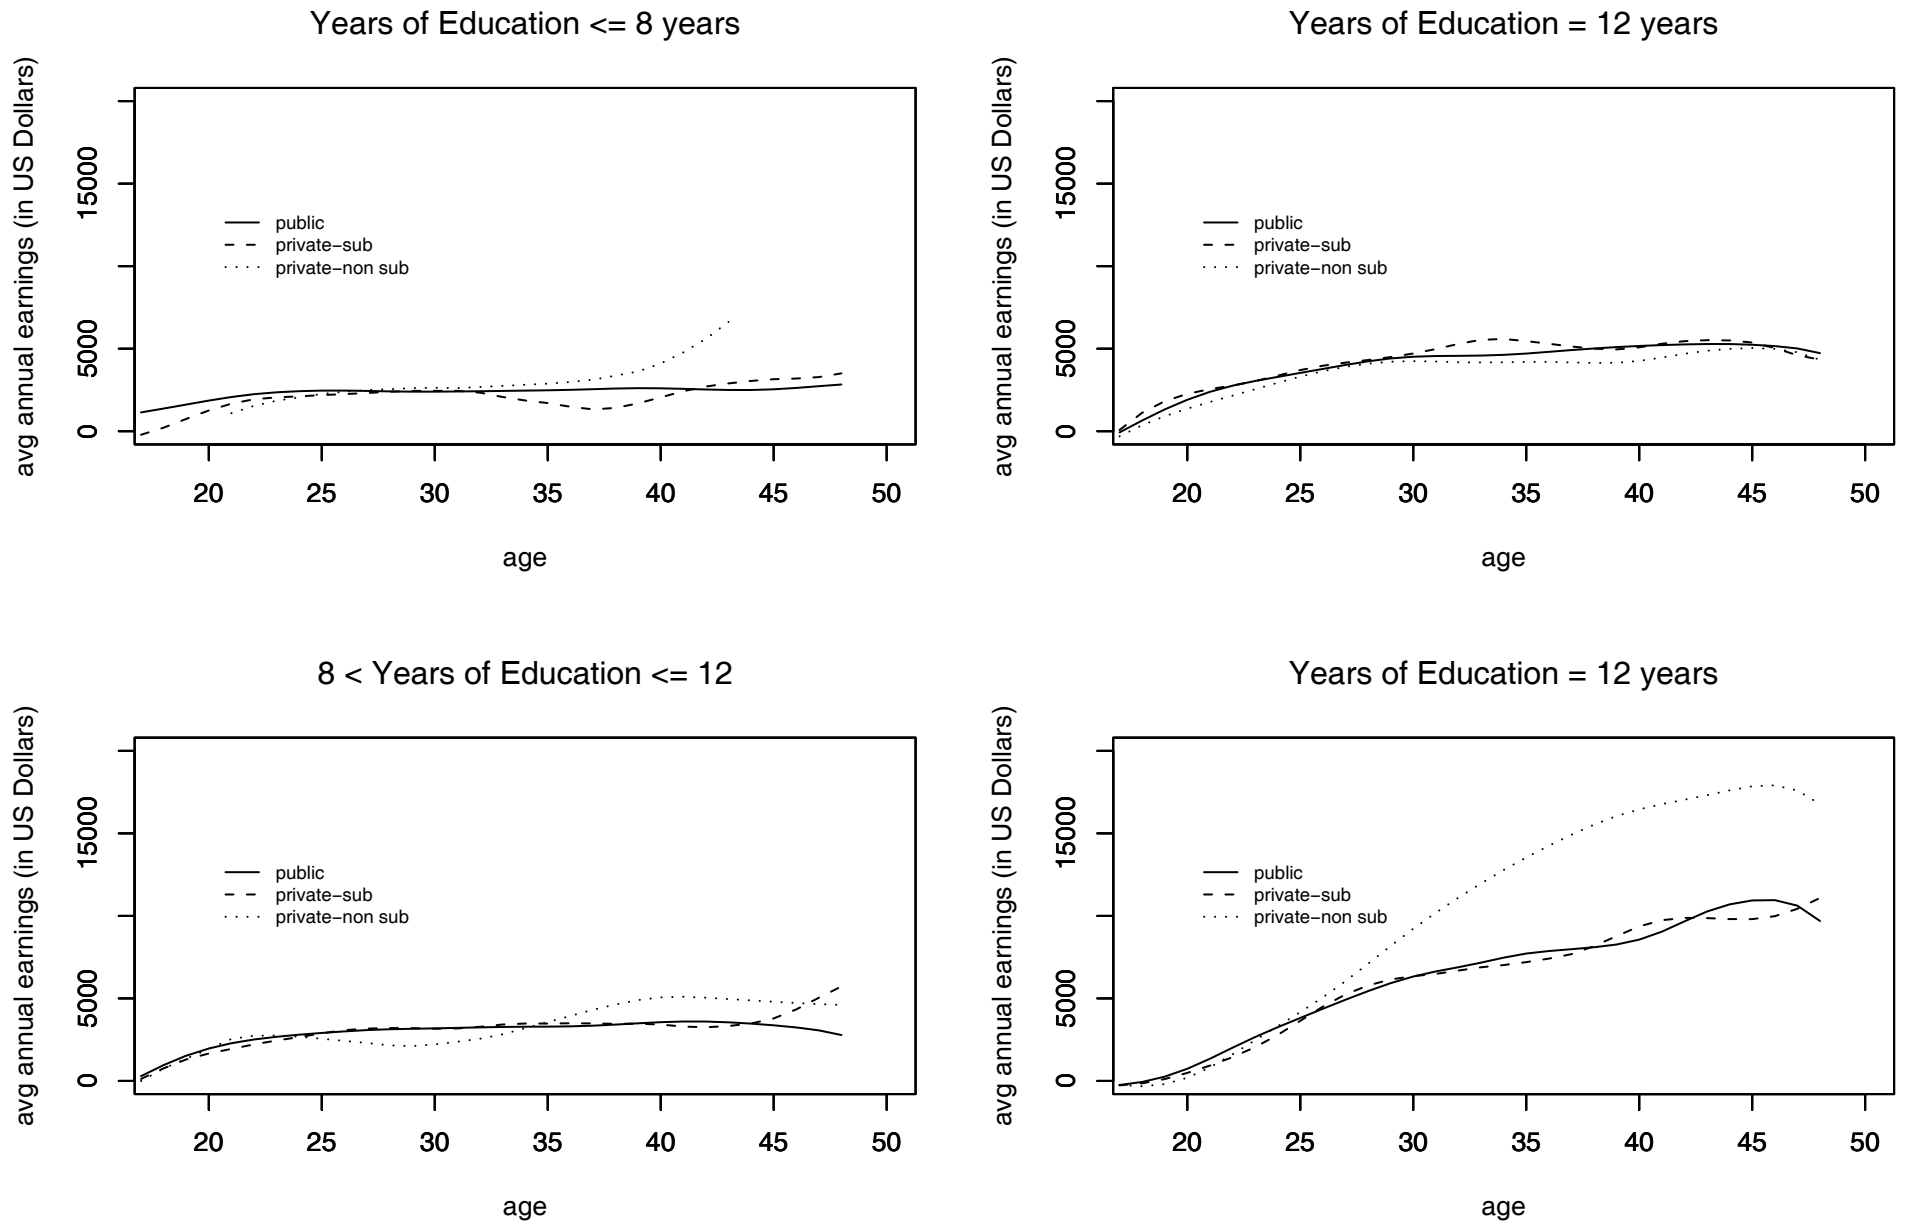 Years of Education <= 8 years
avg annual earnings (in US Dollars)
15000
5000
0
public
private-sub
private-non sub
20 25 30 35 40 45 50
age
Years of Education = 12 years
avg annual earnings (in US Dollars)
15000
5000
0
public
private-sub
private-non sub
20 25 30 35 40 45 50
age
8 < Years of Education <= 12
avg annual earnings (in US Dollars)
15000
5000
0
public
private-sub
private-non sub
20 25 30 35 40 45 50
age
Years of Education = 12 years
avg annual earnings (in US Dollars)
15000
5000
0
public
private-sub
private-non sub
20 25 30 35 40 45 50
age